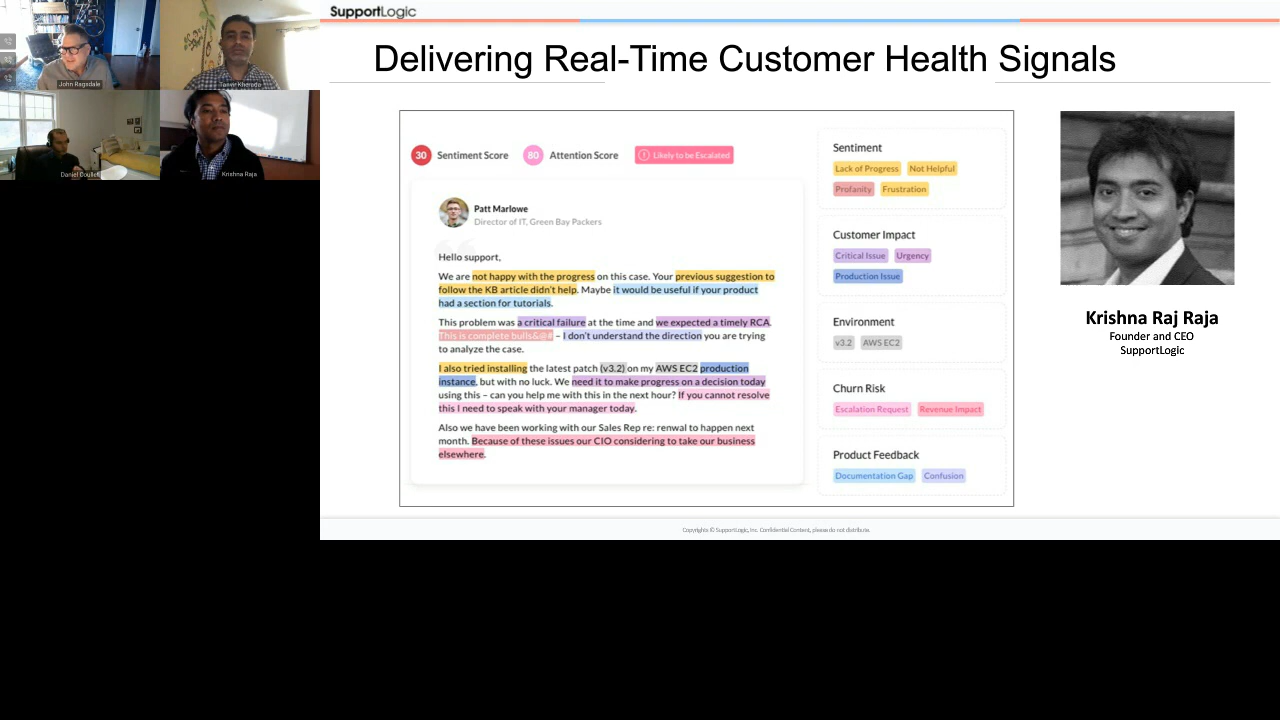 John Ragsdale
Krishna Raja
SupportLogic
Delivering Real-Time Customer Health Signals
30 Sentiment Score 80 Attention Score Likely to be Escalated
Patt Marlowe
Director of IT, Green Bay Packers
Hello support,
We are not happy with the progress on this case. Your previous suggestion to
follow the KB article didn't help. Maybe it would be useful if your product
had a section for tutorials.
This problem was a critical failure at the time and we expected a timely RCA.
This is complete bulls&@# – I don't understand the direction you are trying
to analyze the case.
I also tried installing the latest patch (v3.2) on my AWS EC2 production
instance, but with no luck. We need it to make progress on a decision today
using this – can you help me with this in the next hour? If you cannot resolve
this I need to speak with your manager today.
Also we have been working with our Sales Rep re: renwal to happen next
month. Because of these issues our CIO considering to take our business
elsewhere.
Sentiment
Lack of Progress Not Helpful
Profanity Frustration
Customer Impact
Critical Issue Urgency
Production Issue
Environment
v3.2 AWS EC2
Churn Risk
Escalation Request Revenue Impact
Product Feedback
Documentation Gap Confusion
Krishna Raj Raja
Founder and CEO
SupportLogic
Copyrights © SupportLogic, Inc. Confidential Content, please do not distribute.